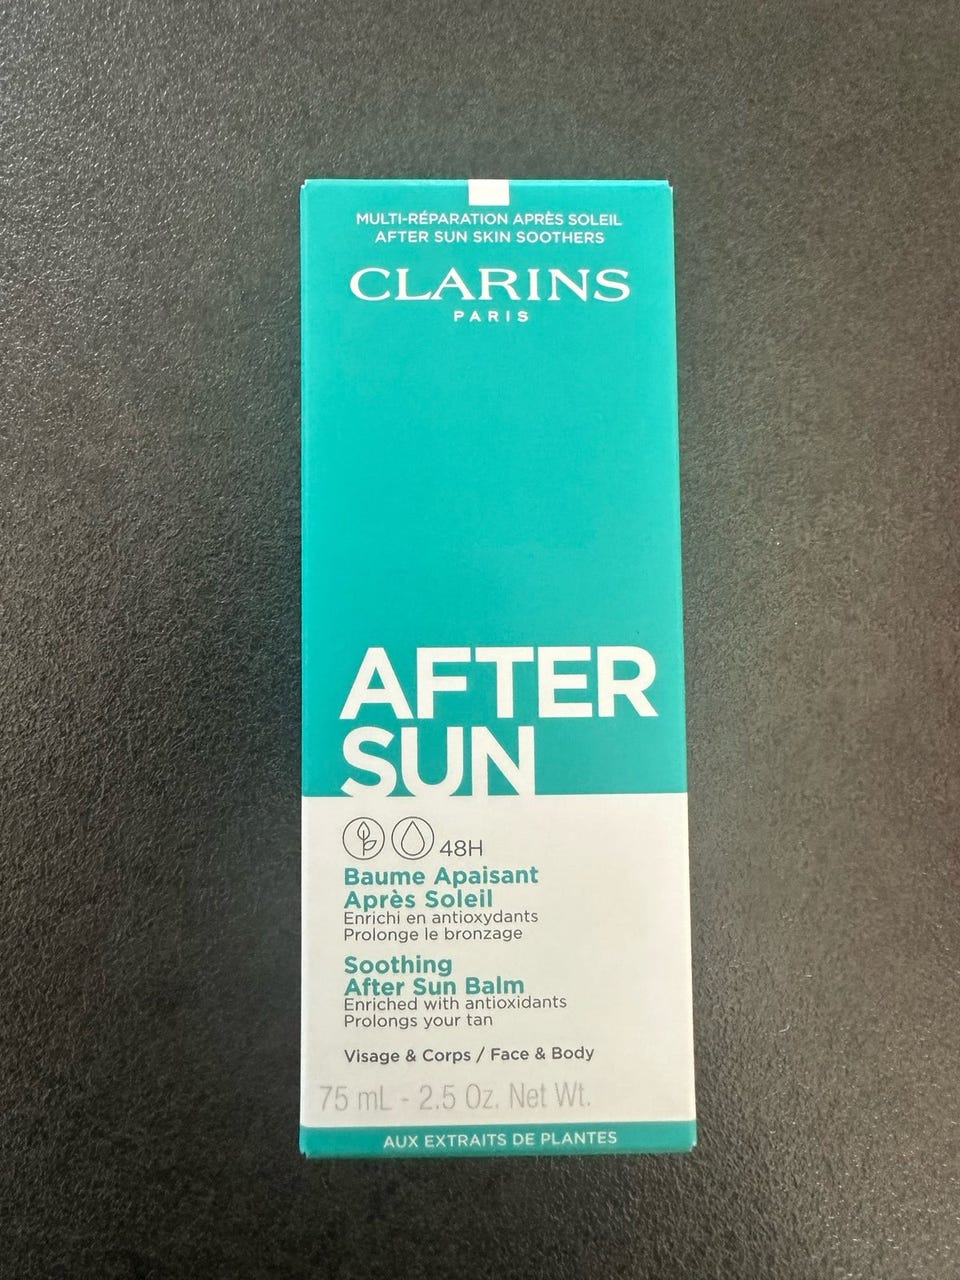 MULTI-RÉPARATION APRÈS SOLEIL
AFTER SUN SKIN SOOTHERS
CLARINS
PARIS
AFTER
SUN
48H
Baume Apaisant
Après Soleil
Enrichi en antioxydants
Prolonge le bronzage
Soothing
After Sun Balm
Enriched with antioxidants
Prolongs your tan
Visage & Corps / Face & Body
75 mL - 2.5 Oz. Net Wt.
AUX EXTRAITS DE PLANTES